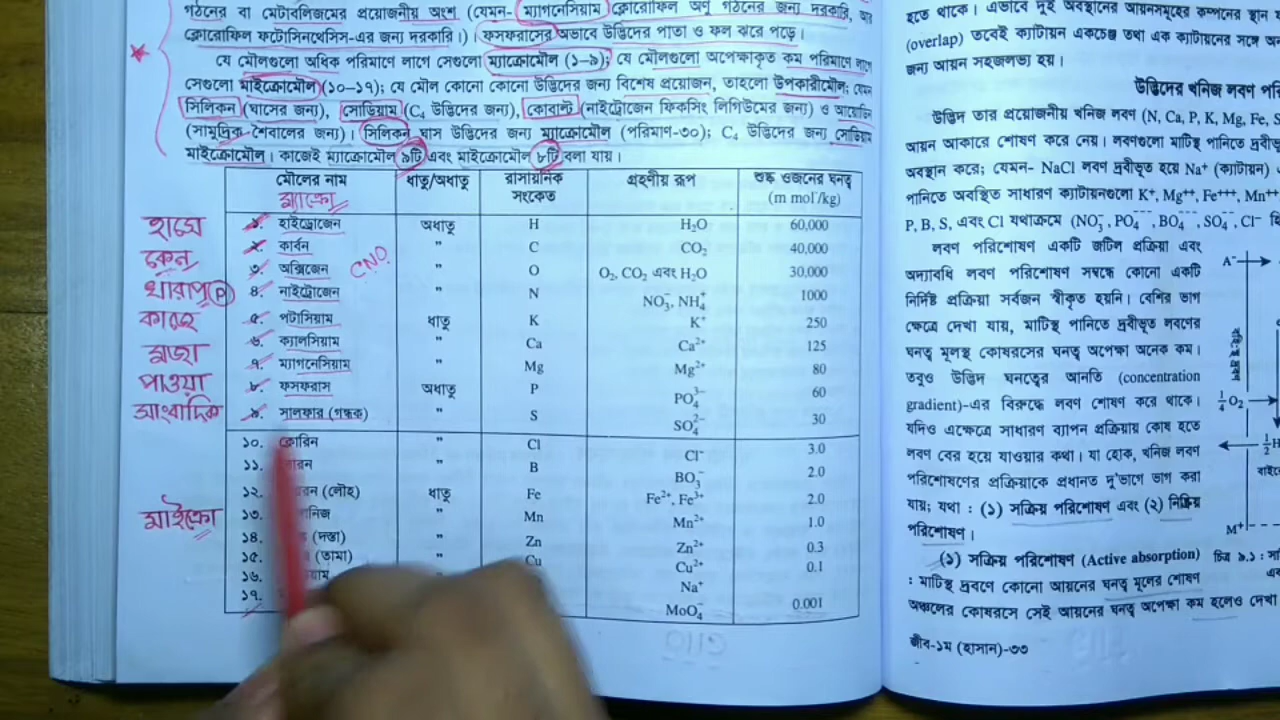 গঠনের বা মেটাবলিজমের প্রয়োজনীয় অংশ (যেমন- ম্যাগনেসিয়াম ক্লোরোফিল অণু গঠনের জন্য দরকারি, আর
ক্লোরোফিল ফটোসিনথেসিস-এর জন্য দরকারি।) ফসফরাসের অভাবে উদ্ভিদের পাতা ও ফল ঝরে পড়ে।
যে মৌলগুলো অধিক পরিমাণে লাগে সেগুলো ম্যাক্রোমৌল (১-৯); যে মৌলগুলো অপেক্ষাকৃত কম পরিমাণে লাগে
সেগুলো মাইক্রোমৌল (১০-১৭); যে মৌল কোনো কোনো উদ্ভিদের জন্য বিশেষ প্রয়োজন, তাহলো উপকারীমৌল; যেমন
সিলিকন (ঘাসের জন্য), সোডিয়াম (C₄ উদ্ভিদের জন্য), কোবাল্ট (নাইট্রোজেন ফিকসিং লিগিউমের জন্য) ও আয়োডিন
(সামুদ্রিক শৈবালের জন্য)। সিলিকন ঘাস উদ্ভিদের জন্য ম্যাক্রোমৌল (পরিমাণ-৩০); C₄ উদ্ভিদের জন্য সোডিয়াম
মাইক্রোমৌল। কাজেই ম্যাক্রোমৌল ৯টি এবং মাইক্রোমৌল ৮টি বলা যায়।
মৌলের নাম ধাতু/অধাতু রাসায়নিক সংকেত গ্রহণীয় রূপ শুষ্ক ওজনের ঘনত্ব (m mol/kg)
ম্যাক্রো
হাসে ১. হাইড্রোজেন অধাতু H H₂O 60,000
কেন ২. কার্বন " C CO₂ 40,000
৩. অক্সিজেন " O O₂, CO₂ এবং H₂O 30,000
CNO
খারাপ (P) ৪. নাইট্রোজেন " N NO₃⁻, NH₄⁺ 1000
কারহ ৫. পটাসিয়াম ধাতু K K⁺ 250
মজা ৬. ক্যালসিয়াম " Ca Ca²⁺ 125
৭. ম্যাগনেসিয়াম " Mg Mg²⁺ 80
পাওয়া ৮. ফসফরাস অধাতু P PO₄³⁻ 60
সাংবাদিক ৯. সালফার (গন্ধক) " S SO₄²⁻ 30
১০. ক্লোরিন " Cl Cl⁻ 3.0
১১. " B BO₃⁻ 2.0
১২. (লৌহ) ধাতু Fe Fe²⁺, Fe³⁺ 2.0
মাইক্রো ১৩. " Mn Mn²⁺ 1.0
১৪. (দস্তা) " Zn Zn²⁺ 0.3
১৫. (তামা) " Cu Cu²⁺ 0.1
১৬. Na⁺
১৭. MoO₄⁻ 0.001
হতে থাকে। এভাবে দুই অবস্থানের আয়নসমূহের কম্পনের স্থান
(overlap) তবেই ক্যাটায়ন একচেঞ্জ তথা এক ক্যাটায়নের সঙ্গে
জন্য আয়ন সহজলভ্য হয়।
উদ্ভিদের খনিজ লবণ
উদ্ভিদ তার প্রয়োজনীয় খনিজ লবণ (N, Ca, P, K, Mg, Fe, S
আয়ন আকারে শোষণ করে নেয়। লবণগুলো মাটিস্থ পানিতে
অবস্থান করে; যেমন- NaCl লবণ দ্রবীভূত হয়ে Na⁺ (ক্যাটায়ন)
পানিতে অবস্থিত সাধারণ ক্যাটায়নগুলো K⁺, Mg⁺⁺, Fe⁺⁺⁺, Mn⁺⁺
P, B, S, এবং Cl যথাক্রমে (NO₃⁻, PO₄⁻⁻⁻, BO₄⁻⁻⁻, SO₄⁻⁻, Cl⁻
লবণ পরিশোষণ একটি জটিল প্রক্রিয়া এবং
অদ্যাবধি লবণ পরিশোষণ সম্বন্ধে কোনো একটি
নির্দিষ্ট প্রক্রিয়া সর্বজন স্বীকৃত হয়নি। বেশির ভাগ
ক্ষেত্রে দেখা যায়, মাটিস্থ পানিতে দ্রবীভূত লবণের
ঘনত্ব মূলস্থ কোষরসের ঘনত্ব অপেক্ষা অনেক কম।
তবুও উদ্ভিদ ঘনত্বের আনতি (concentration
gradient)-এর বিরুদ্ধে লবণ শোষণ করে থাকে।
যদিও এক্ষেত্রে সাধারণ ব্যাপন প্রক্রিয়ায় কোষ হতে
লবণ বের হয়ে যাওয়ার কথা। যা হোক, খনিজ লবণ
পরিশোষণের প্রক্রিয়াকে প্রধানত দু'ভাগে ভাগ করা
যায়; যথা : (১) সক্রিয় পরিশোষণ এবং (২) নিষ্ক্রিয়
পরিশোষণ।
(১) সক্রিয় পরিশোষণ (Active absorption)
: মাটিস্থ দ্রবণে কোনো আয়নের ঘনত্ব মূলের শোষণ
অঞ্চলের কোষরসে সেই আয়নের ঘনত্ব অপেক্ষা কম হলেও দেখা
জীব-১ম (হাসান)-৩৩
A⁻
¼ O₂
½H
M⁺
চিত্র ৯.১ :